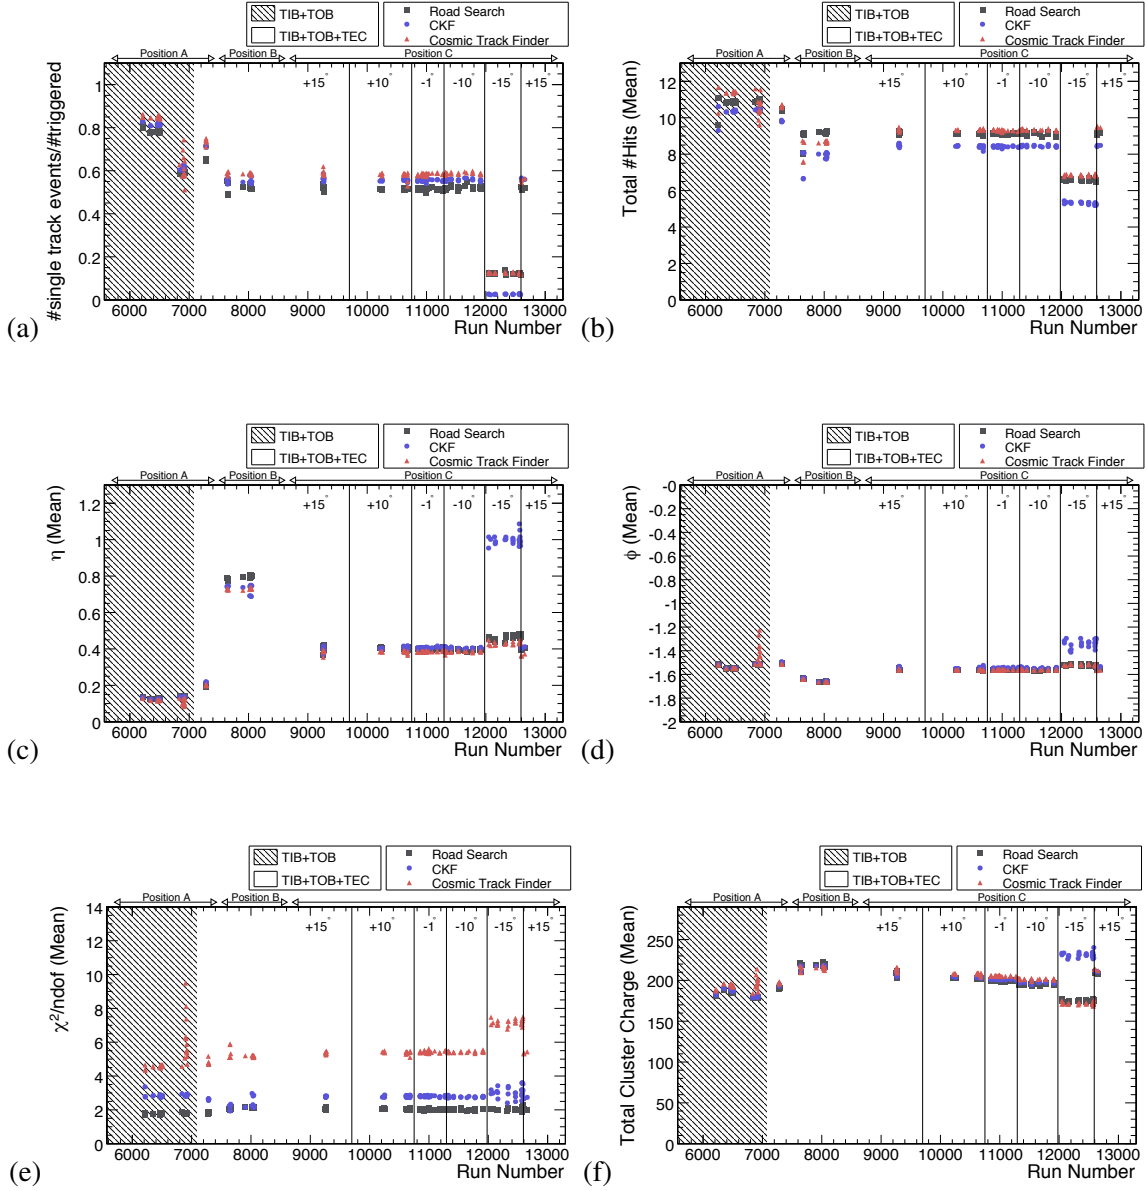 TIB+TOB
TIB+TOB+TEC
Road Search
CKF
Cosmic Track Finder
Position A
Position B
Position C
+15° +10° -1° -10° -15° +15°
#single track events/#triggered
1
0.8
0.6
0.4
0.2
0
6000 7000 8000 9000 10000 11000 12000 13000
Run Number
(a)
TIB+TOB
TIB+TOB+TEC
Road Search
CKF
Cosmic Track Finder
Position A
Position B
Position C
+15° +10° -1° -10° -15° +15°
Total #Hits (Mean)
12
10
8
6
4
2
0
6000 7000 8000 9000 10000 11000 12000 13000
Run Number
(b)
TIB+TOB
TIB+TOB+TEC
Road Search
CKF
Cosmic Track Finder
Position A
Position B
Position C
+15° +10° -1° -10° -15° +15°
η (Mean)
1.2
1
0.8
0.6
0.4
0.2
0
6000 7000 8000 9000 10000 11000 12000 13000
Run Number
(c)
TIB+TOB
TIB+TOB+TEC
Road Search
CKF
Cosmic Track Finder
Position A
Position B
Position C
+15° +10° -1° -10° -15° +15°
ϕ (Mean)
-0
-0.2
-0.4
-0.6
-0.8
-1
-1.2
-1.4
-1.6
-1.8
-2
6000 7000 8000 9000 10000 11000 12000 13000
Run Number
(d)
TIB+TOB
TIB+TOB+TEC
Road Search
CKF
Cosmic Track Finder
Position A
Position B
Position C
+15° +10° -1° -10° -15° +15°
χ²/ndof (Mean)
14
12
10
8
6
4
2
0
6000 7000 8000 9000 10000 11000 12000 13000
Run Number
(e)
TIB+TOB
TIB+TOB+TEC
Road Search
CKF
Cosmic Track Finder
Position A
Position B
Position C
+15° +10° -1° -10° -15° +15°
Total Cluster Charge (Mean)
250
200
150
100
50
0
6000 7000 8000 9000 10000 11000 12000 13000
Run Number
(f)